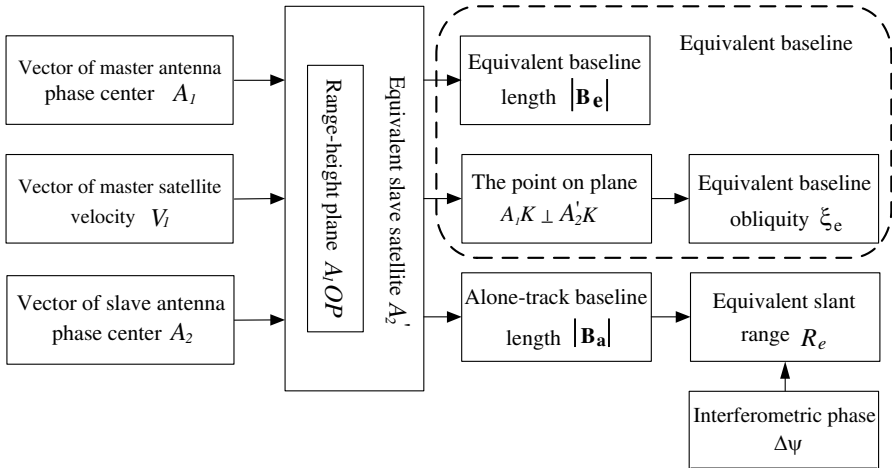 Vector of master antenna
phase center A1
Vector of master satellite
velocity V1
Vector of slave antenna
phase center A2
Range-height plane A1OP
Equivalent slave satellite A2'
Equivalent baseline
Equivalent baseline
length |Be|
The point on plane
A1K ⊥ A2'K
Equivalent baseline
obliquity ξe
Alone-track baseline
length |Ba|
Equivalent slant
range Re
Interferometric phase
Δψ